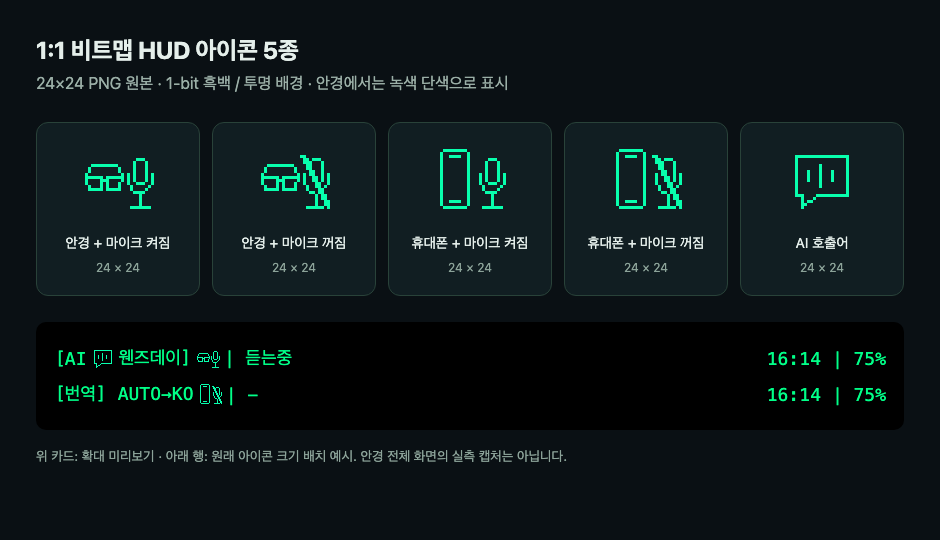 1:1 비트맵 HUD 아이콘 5종
24×24 PNG 원본 · 1-bit 흑백 / 투명 배경 · 안경에서는 녹색 단색으로 표시
안경 + 마이크 켜짐
24 × 24
안경 + 마이크 꺼짐
24 × 24
휴대폰 + 마이크 켜짐
24 × 24
휴대폰 + 마이크 꺼짐
24 × 24
AI 호출어
24 × 24
[AI 웬즈데이] | 듣는중 16:14 | 75%
[번역] AUTO→KO | — 16:14 | 75%
위 카드: 확대 미리보기 · 아래 행: 원래 아이콘 크기 배치 예시. 안경 전체 화면의 실측 캡처는 아닙니다.